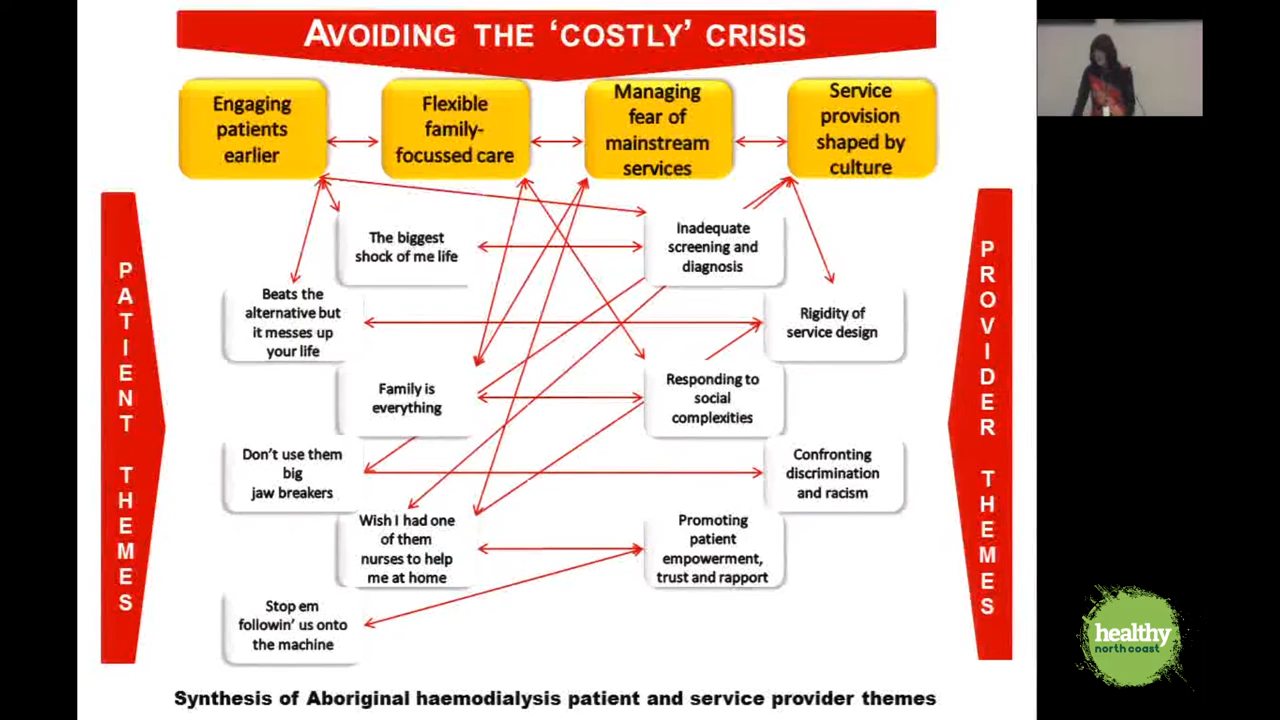 AVOIDING THE ‘COSTLY’ CRISIS
Engaging
patients
earlier
Flexible
family-
focussed care
Managing
fear of
mainstream
services
Service
provision
shaped by
culture
PATIENT THEMES
The biggest
shock of me life
Beats the
alternative but
it messes up
your life
Family is
everything
Don’t use them
big
jaw breakers
Wish I had one
of them
nurses to help
me at home
Stop em
followin’ us onto
the machine
Inadequate
screening and
diagnosis
Rigidity of
service design
Responding to
social
complexities
Confronting
discrimination
and racism
Promoting
patient
empowerment,
trust and rapport
PROVIDER THEMES
Synthesis of Aboriginal haemodialysis patient and service provider themes
healthy
north coast